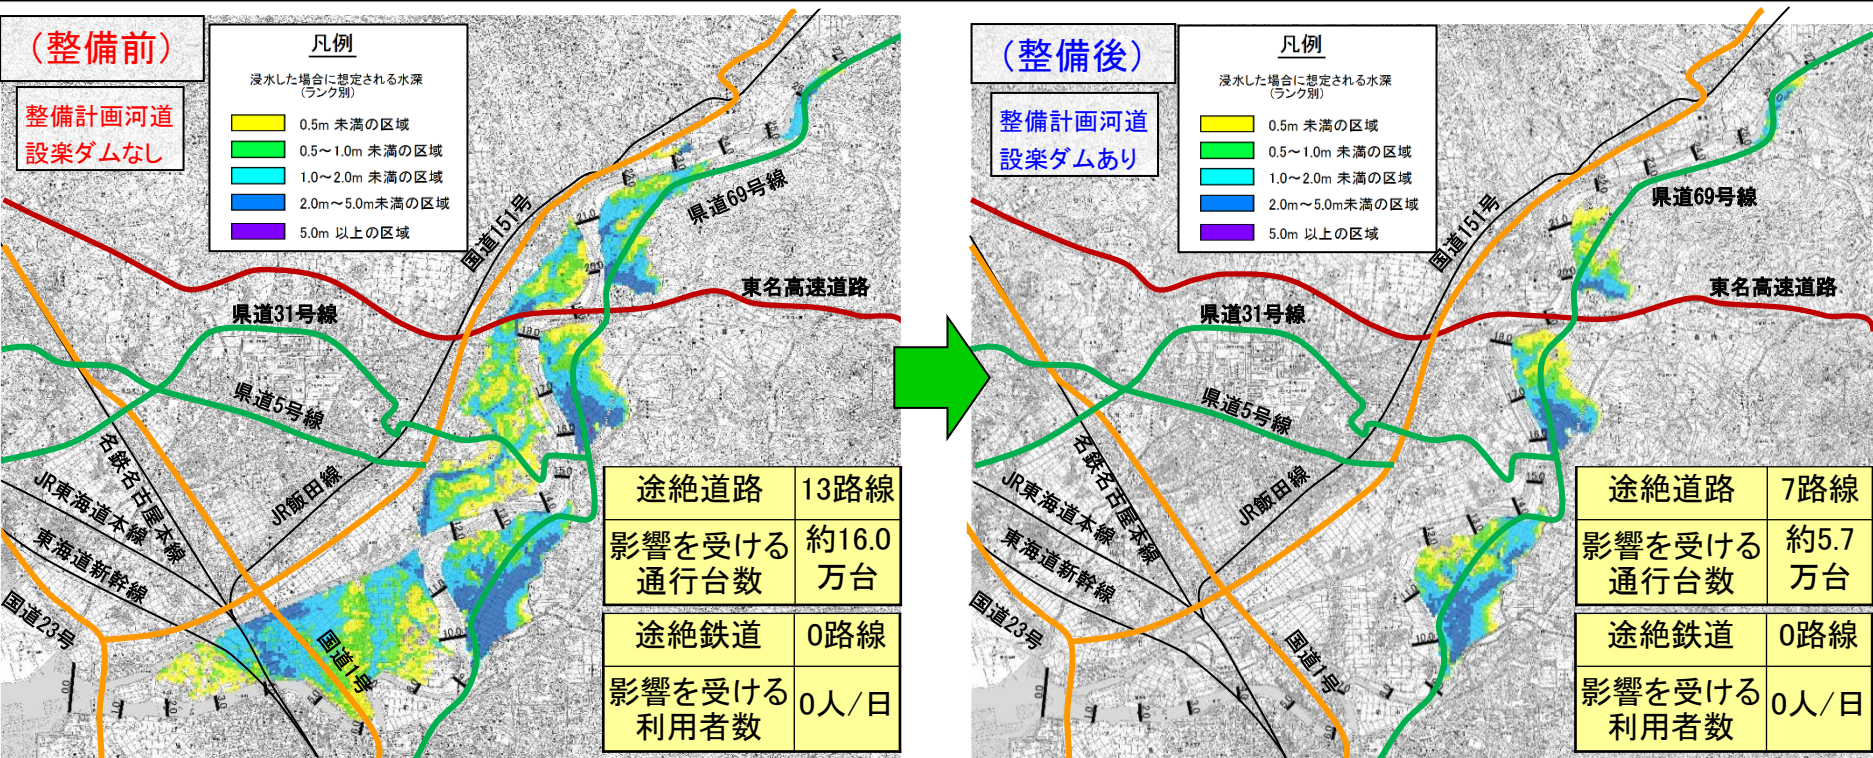 （整備前）
整備計画河道
設楽ダムなし
凡例
浸水した場合に想定される水深
（ランク別）
0.5m 未満の区域
0.5～1.0m 未満の区域
1.0～2.0m 未満の区域
2.0m～5.0m未満の区域
5.0m 以上の区域
国道151号
県道69号線
東名高速道路
県道31号線
県道5号線
名鉄名古屋本線
JR東海道本線
JR飯田線
東海道新幹線
国道23号
国道1号
途絶道路 13路線
影響を受ける
通行台数
約16.0
万台
途絶鉄道 0路線
影響を受ける
利用者数
0人/日
（整備後）
整備計画河道
設楽ダムあり
凡例
浸水した場合に想定される水深
（ランク別）
0.5m 未満の区域
0.5～1.0m 未満の区域
1.0～2.0m 未満の区域
2.0m～5.0m未満の区域
5.0m 以上の区域
国道151号
県道69号線
東名高速道路
県道31号線
県道5号線
名鉄名古屋本線
JR東海道本線
JR飯田線
東海道新幹線
国道23号
国道1号
途絶道路 7路線
影響を受ける
通行台数
約5.7
万台
途絶鉄道 0路線
影響を受ける
利用者数
0人/日